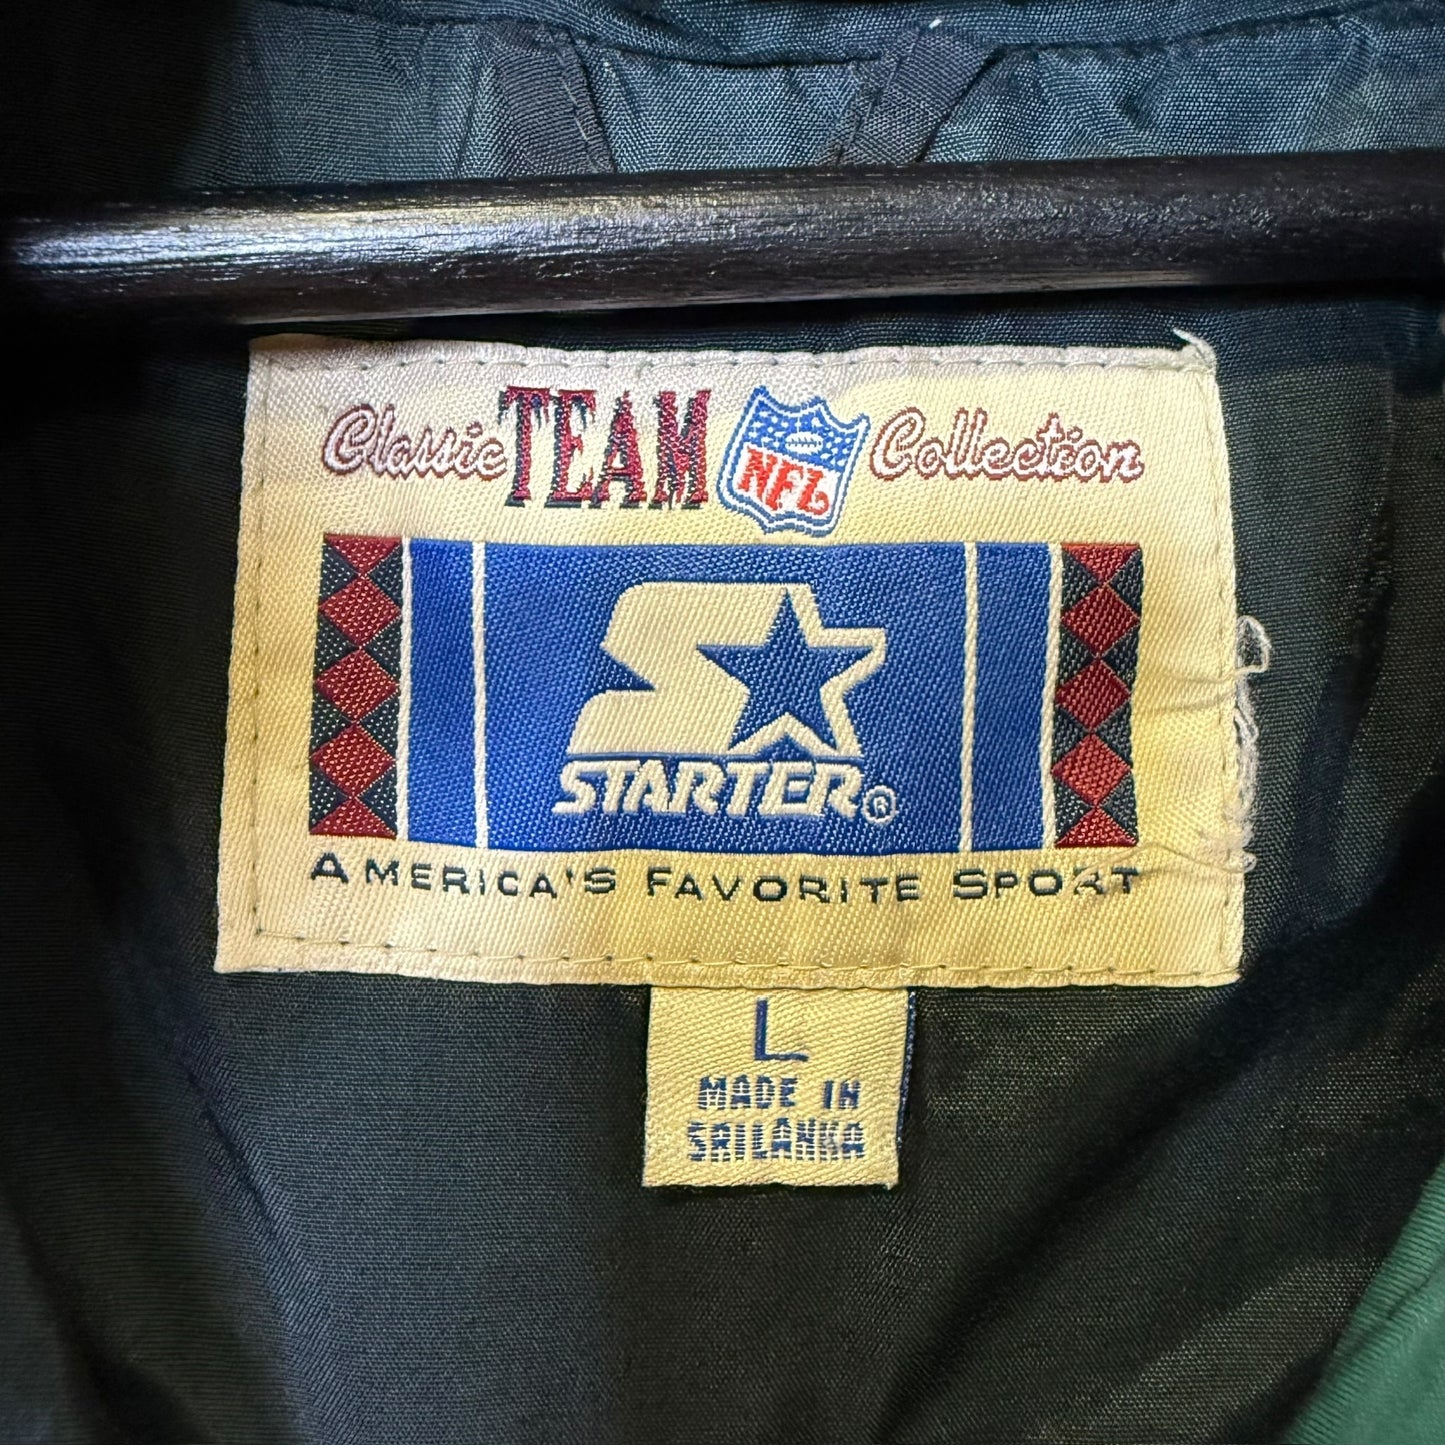 Classic TEAM NFL Collection
STARTER®
AMERICA'S FAVORITE SPORT
L
MADE IN
SRILANKA